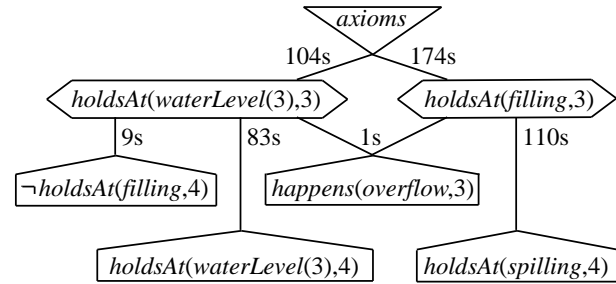 axioms
104s 174s
holdsAt(waterLevel(3),3) holdsAt(filling,3)
9s 83s 1s 110s
¬holdsAt(filling,4) happens(overflow,3)
holdsAt(waterLevel(3),4) holdsAt(spilling,4)